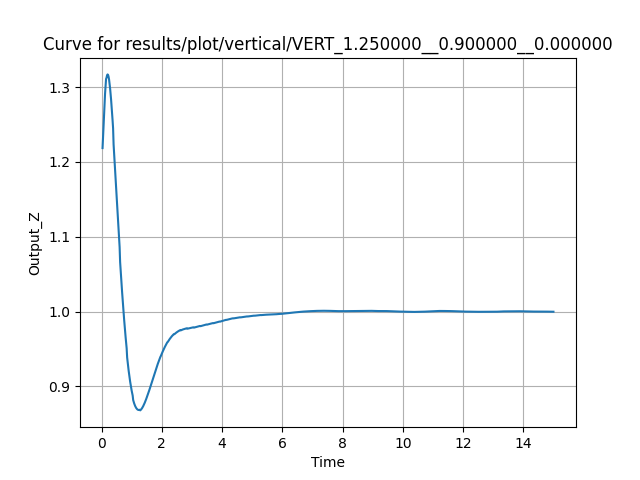 Curve for results/plot/vertical/VERT_1.250000__0.900000__0.000000
1.3
1.2
1.1
1.0
0.9
Output_Z
0 2 4 6 8 10 12 14
Time